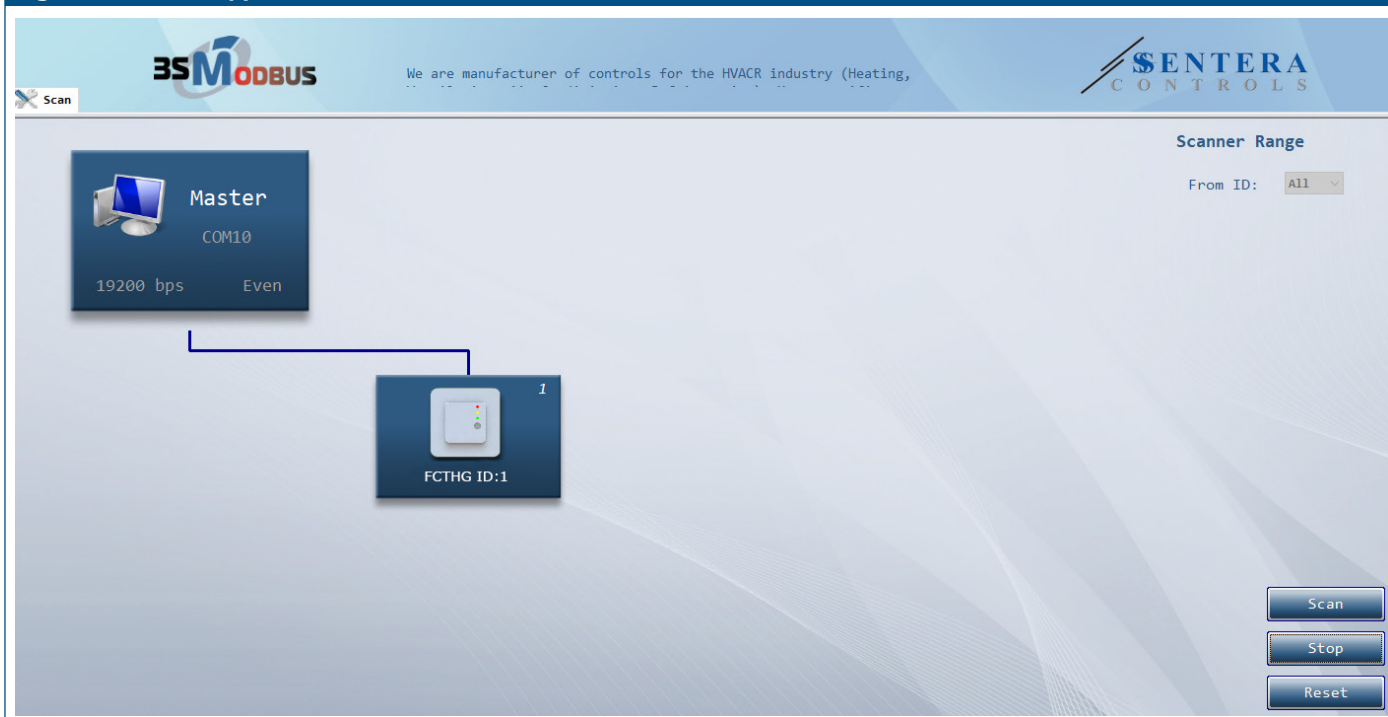 3SMODBUS
We are manufacturer of controls for the HVACR industry (Heating,
SENTERA
CONTROLS
Scan
Scanner Range
From ID: All
Master
COM10
19200 bps Even
1
FCTHG ID:1
Scan
Stop
Reset